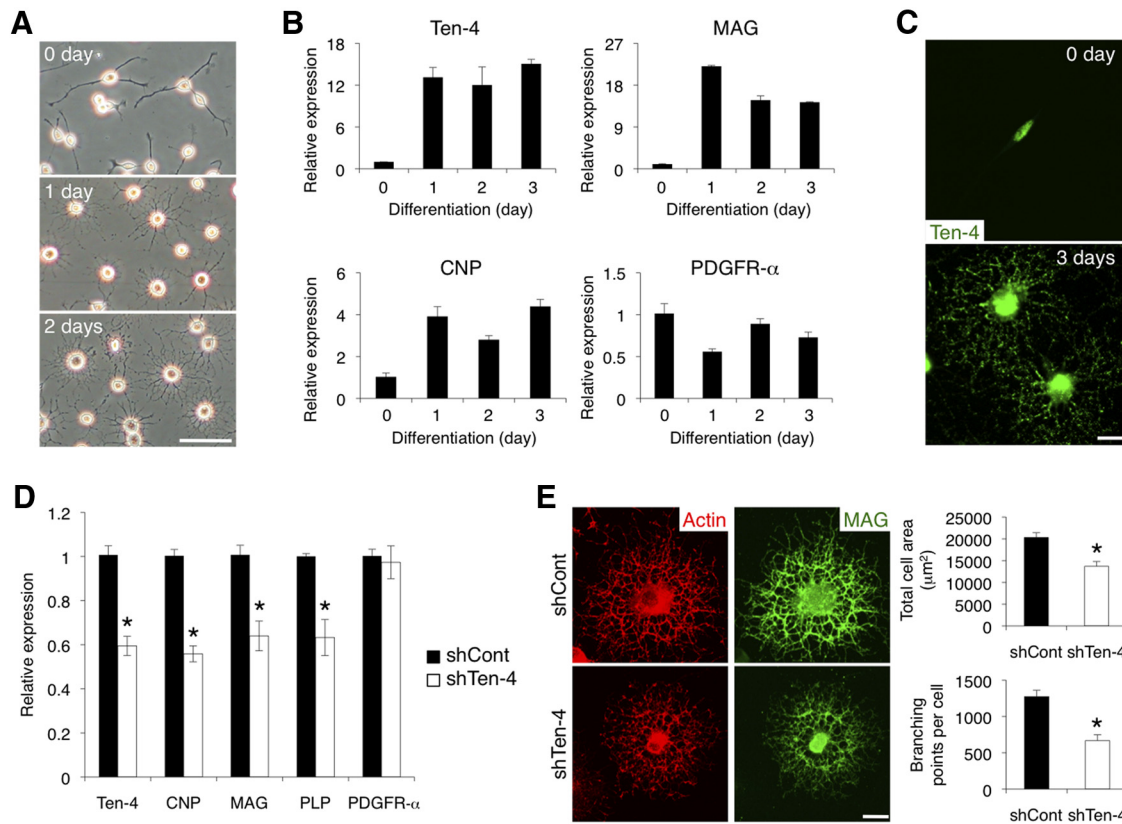 A
0 day
1 day
2 days
B
Ten-4
Relative expression
18
12
6
0
0 1 2 3
Differentiation (day)
MAG
Relative expression
27
18
9
0
0 1 2 3
Differentiation (day)
CNP
Relative expression
6
4
2
0
0 1 2 3
Differentiation (day)
PDGFR-α
Relative expression
1.5
1
0.5
0
0 1 2 3
Differentiation (day)
C
0 day
Ten-4
3 days
D
Relative expression
1.2
1
0.8
0.6
0.4
0.2
0
* * * *
Ten-4 CNP MAG PLP PDGFR-α
shCont
shTen-4
E
Actin
MAG
shCont
shTen-4
Total cell area
(μm²)
25000
20000
15000
10000
5000
0
*
shCont shTen-4
Branching
points per cell
1500
1000
500
0
*
shCont shTen-4